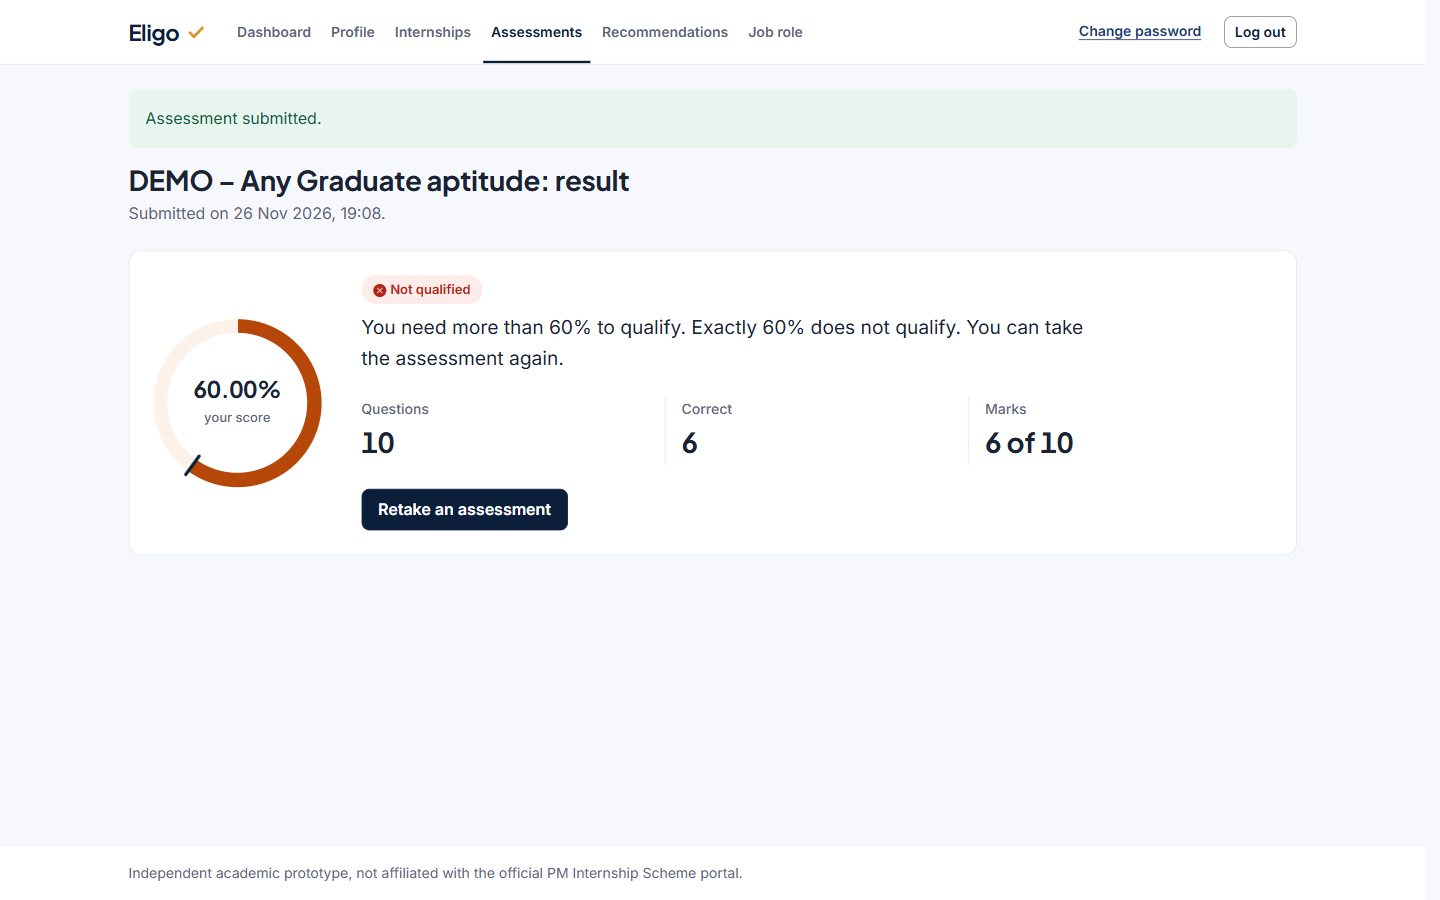 Eligo
Dashboard
Profile
Internships
Assessments
Recommendations
Job role
Change password
Log out
Assessment submitted.
DEMO – Any Graduate aptitude: result
Submitted on 26 Nov 2026, 19:08.
60.00%
your score
Not qualified
You need more than 60% to qualify. Exactly 60% does not qualify. You can take
the assessment again.
Questions
10
Correct
6
Marks
6 of 10
Retake an assessment
Independent academic prototype, not affiliated with the official PM Internship Scheme portal.